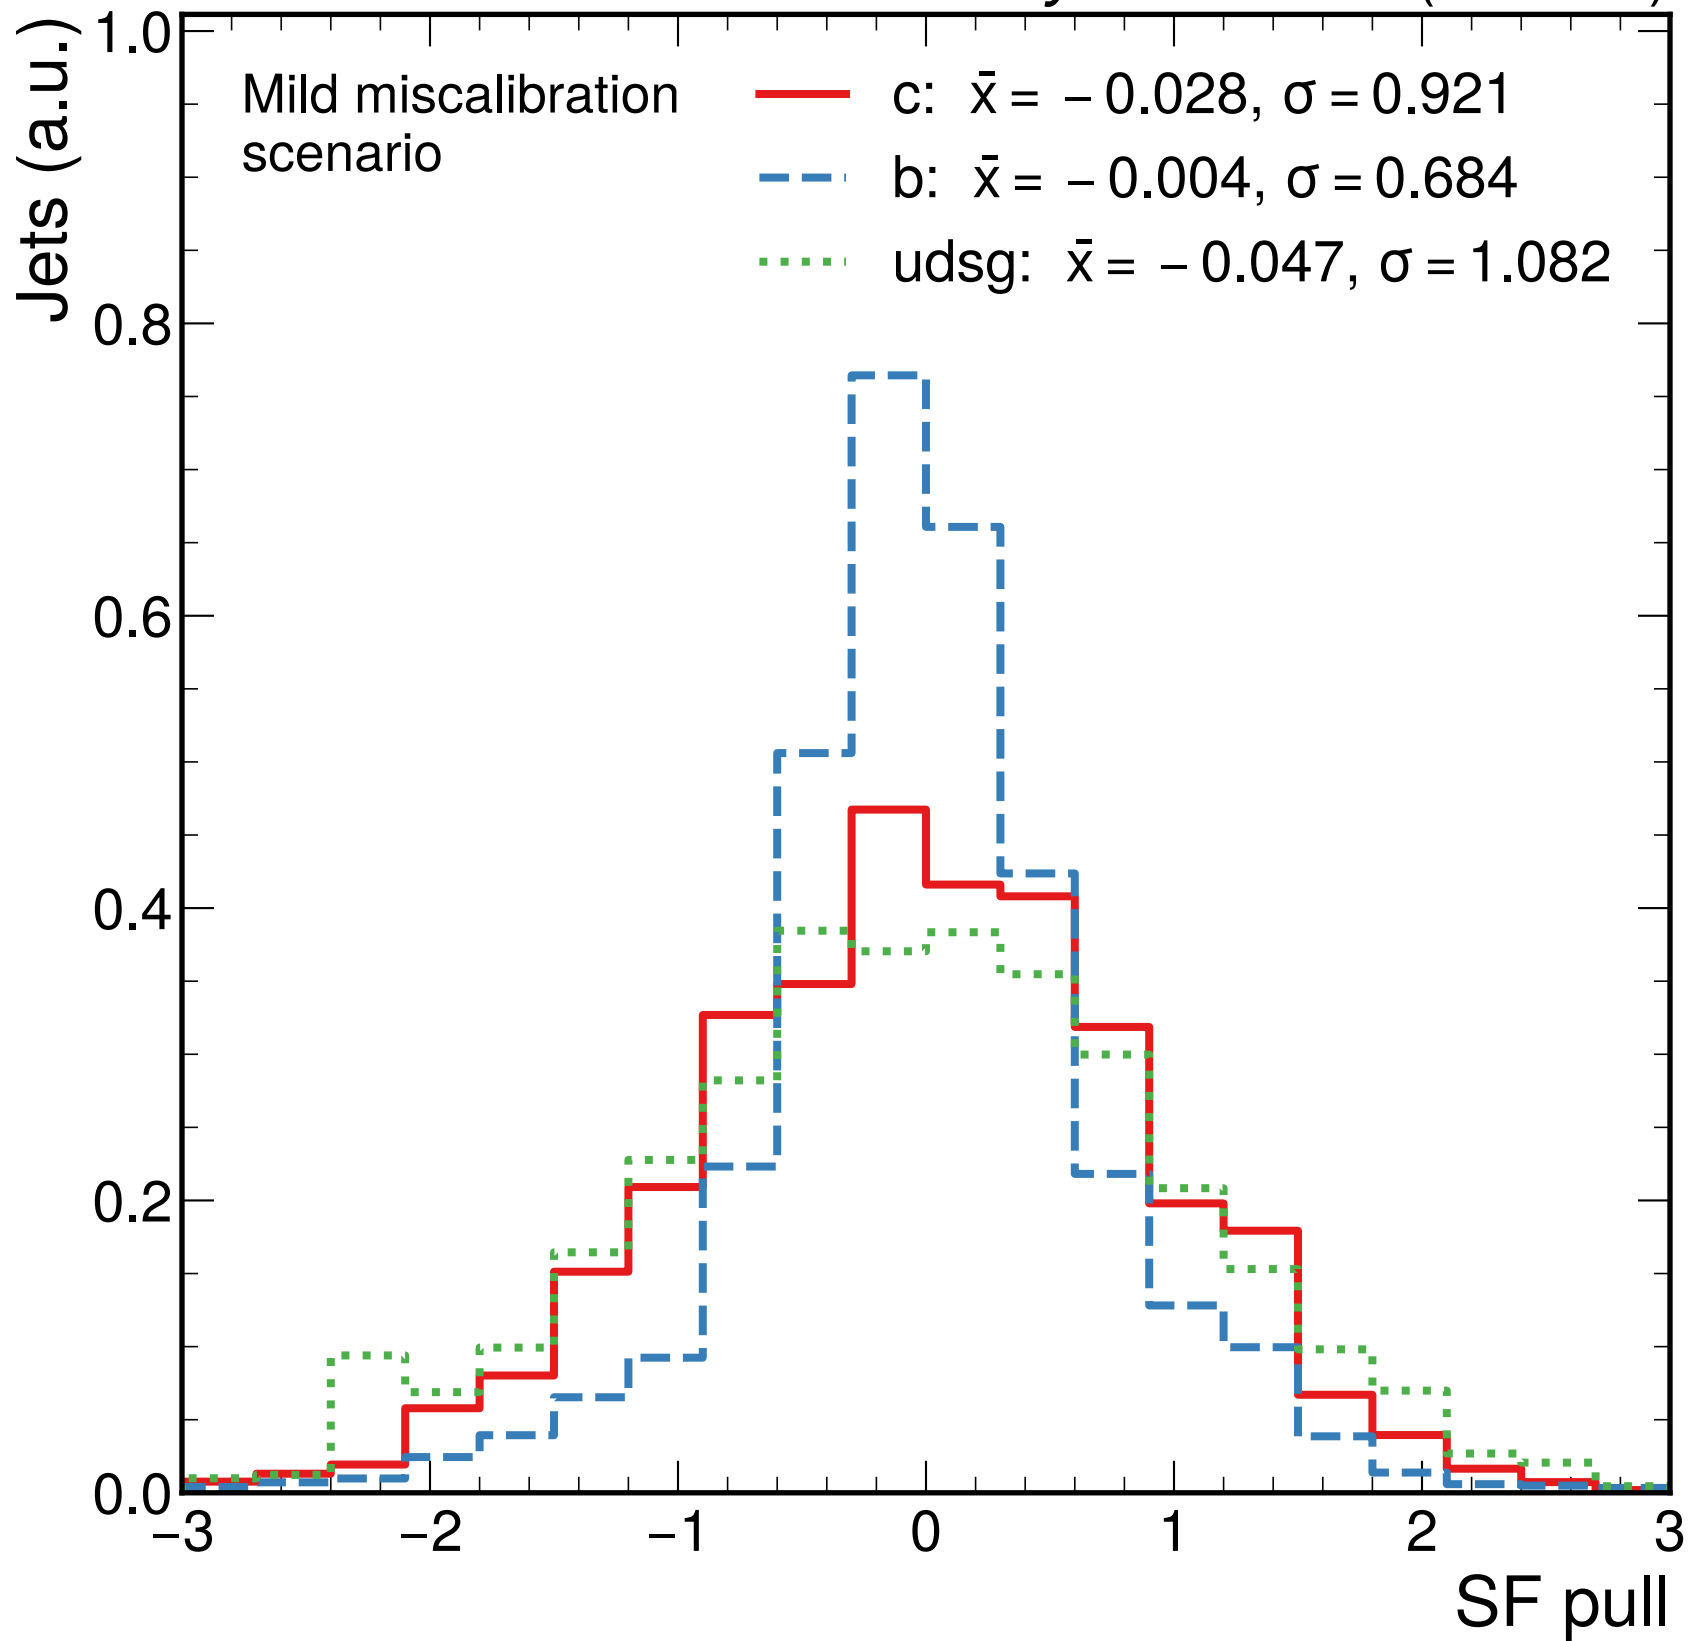 Jets (a.u.)
1.0
0.8
0.6
0.4
0.2
0.0
Mild miscalibration
scenario
c: x̄ = −0.028, σ = 0.921
b: x̄ = −0.004, σ = 0.684
udsg: x̄ = −0.047, σ = 1.082
−3 −2 −1 0 1 2 3
SF pull